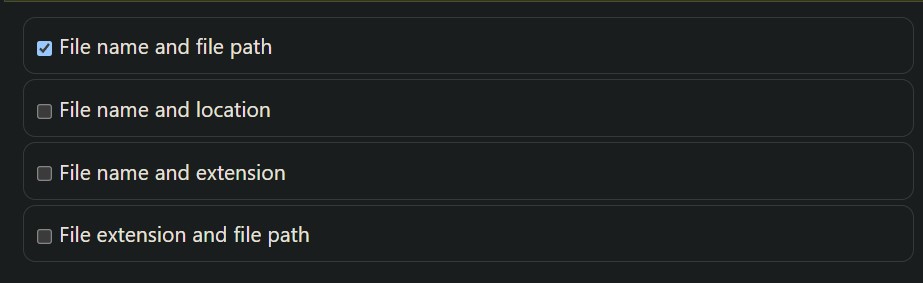 File name and file path
File name and location
File name and extension
File extension and file path